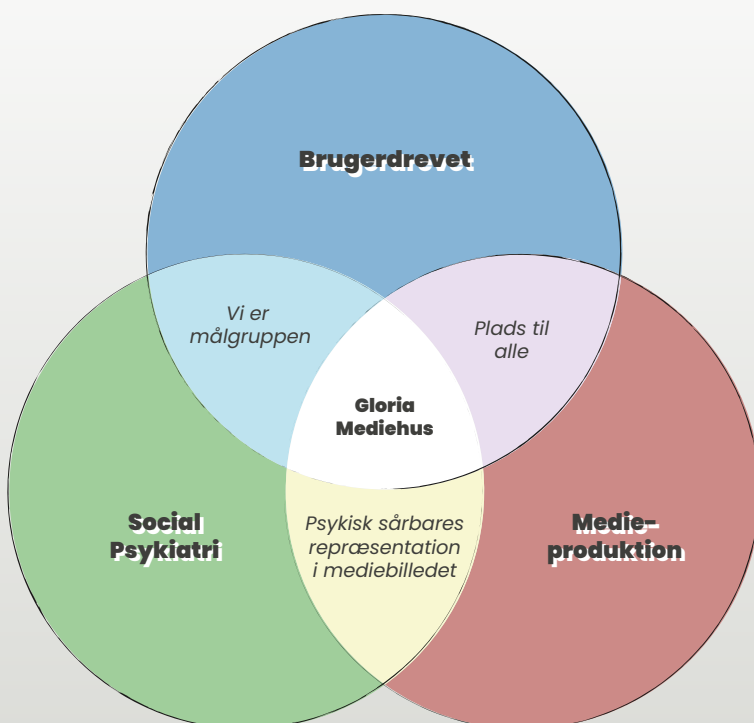 Brugerdrevet
Vi er
målgruppen
Plads til
alle
Gloria
Mediehus
Social
Psykiatri
Psykisk sårbares
repræsentation
i mediebilledet
Medie-
produktion